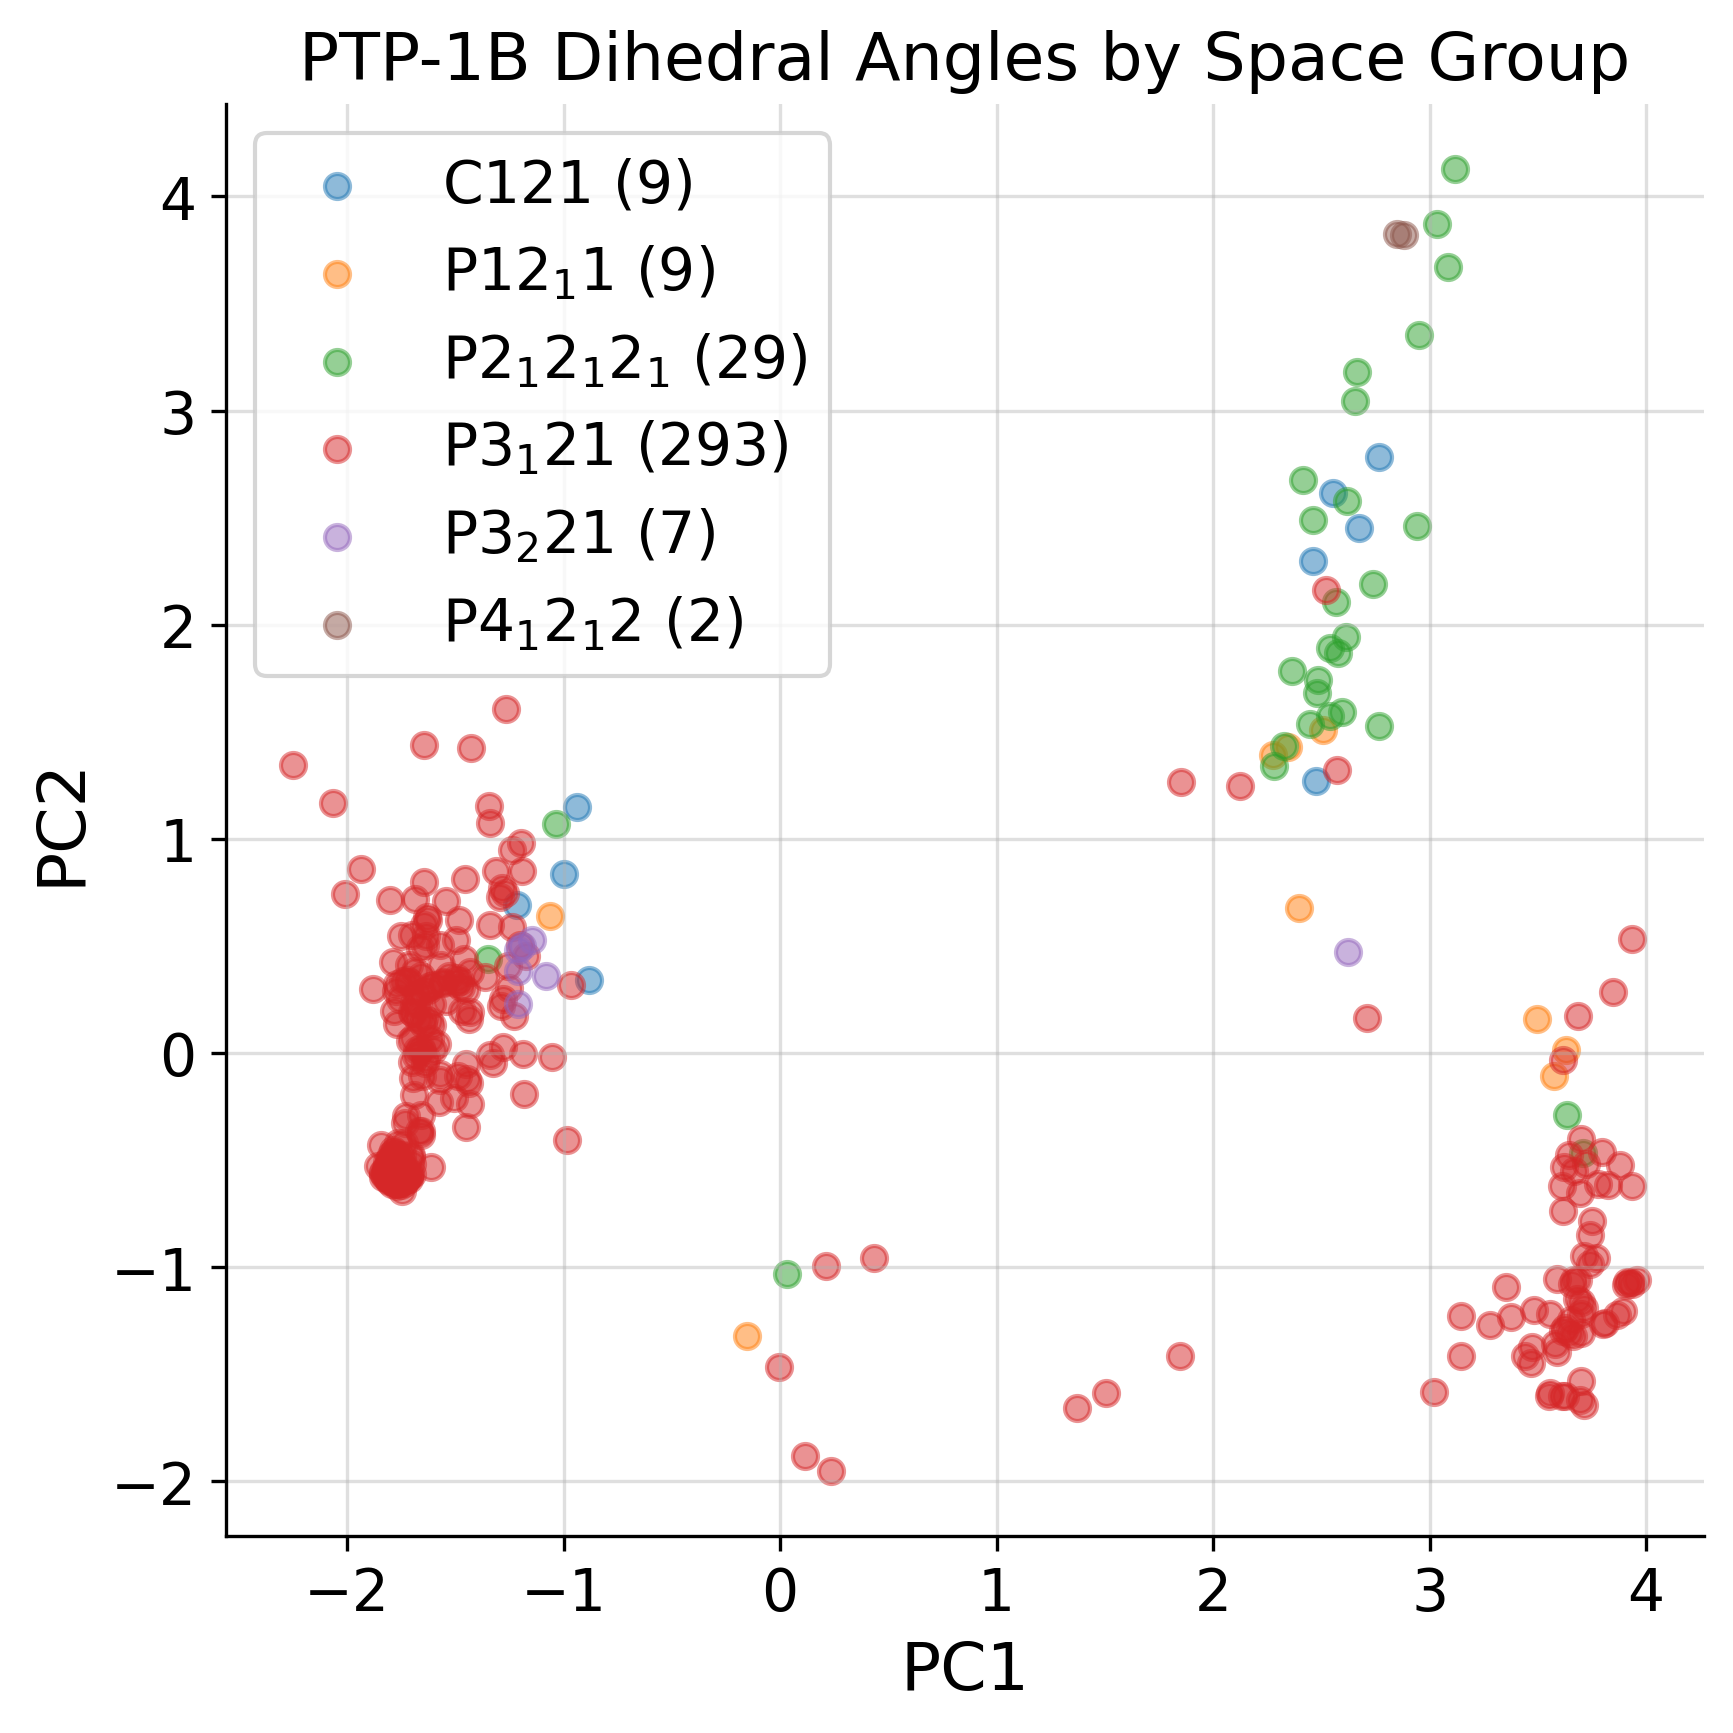 PTP-1B Dihedral Angles by Space Group
C121 (9)
P12₁1 (9)
P2₁2₁2₁ (29)
P3₁21 (293)
P3₂21 (7)
P4₁2₁2 (2)
4
3
2
1
0
−1
−2
PC2
−2 −1 0 1 2 3 4
PC1